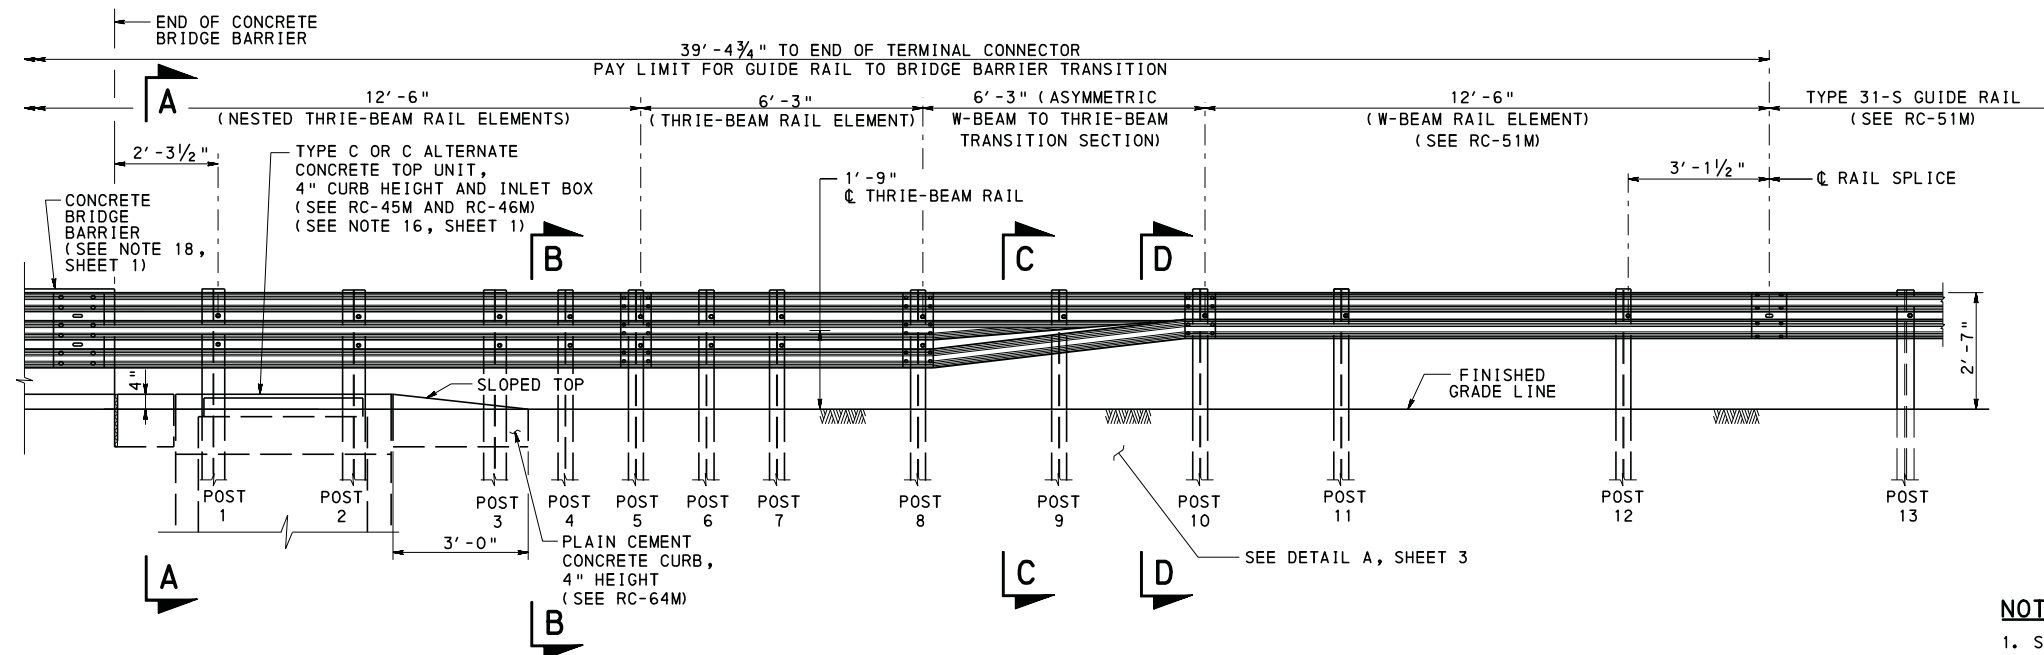 END OF CONCRETE
BRIDGE BARRIER
39'-4¾" TO END OF TERMINAL CONNECTOR
PAY LIMIT FOR GUIDE RAIL TO BRIDGE BARRIER TRANSITION
A
12'-6"
(NESTED THRIE-BEAM RAIL ELEMENTS)
6'-3"
(THRIE-BEAM RAIL ELEMENT)
6'-3" (ASYMMETRIC
W-BEAM TO THRIE-BEAM
TRANSITION SECTION)
12'-6"
(W-BEAM RAIL ELEMENT)
(SEE RC-51M)
TYPE 31-S GUIDE RAIL
(SEE RC-51M)
2'-3½"
TYPE C OR C ALTERNATE
CONCRETE TOP UNIT,
4" CURB HEIGHT AND INLET BOX
(SEE RC-45M AND RC-46M)
(SEE NOTE 16, SHEET 1)
1'-9"
℄ THRIE-BEAM RAIL
3'-1½"
℄ RAIL SPLICE
CONCRETE
BRIDGE
BARRIER
(SEE NOTE 18,
SHEET 1)
B
C
D
4"
SLOPED TOP
FINISHED
GRADE LINE
2'-7"
POST
1
POST
2
POST
3
POST
4
POST
5
POST
6
POST
7
POST
8
POST
9
POST
10
POST
11
POST
12
POST
13
3'-0"
PLAIN CEMENT
CONCRETE CURB,
4" HEIGHT
(SEE RC-64M)
SEE DETAIL A, SHEET 3
A
B
C
D
NOT
1. S